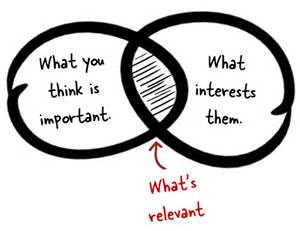 What you
think is
important.
What
interests
them.
What's
relevant